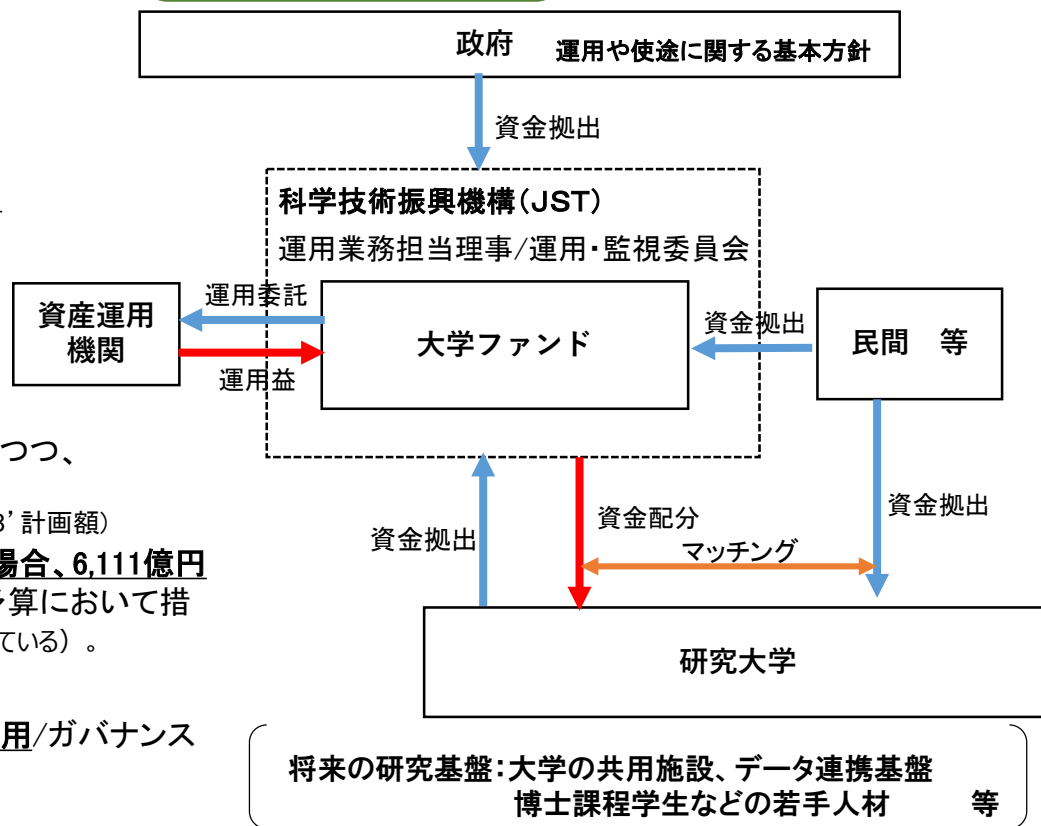 政府 運用や使途に関する基本方針
資金拠出
科学技術振興機構(JST)
運用業務担当理事/運用・監視委員会
運用委託
資産運用
機関
運用益
大学ファンド
資金拠出
民間 等
つつ、
計画額)
場合、6,111億円
予算において措
ている)。
用/ガバナンス
資金拠出
資金配分
マッチング
資金拠出
研究大学
将来の研究基盤:大学の共用施設、データ連携基盤
博士課程学生などの若手人材 等